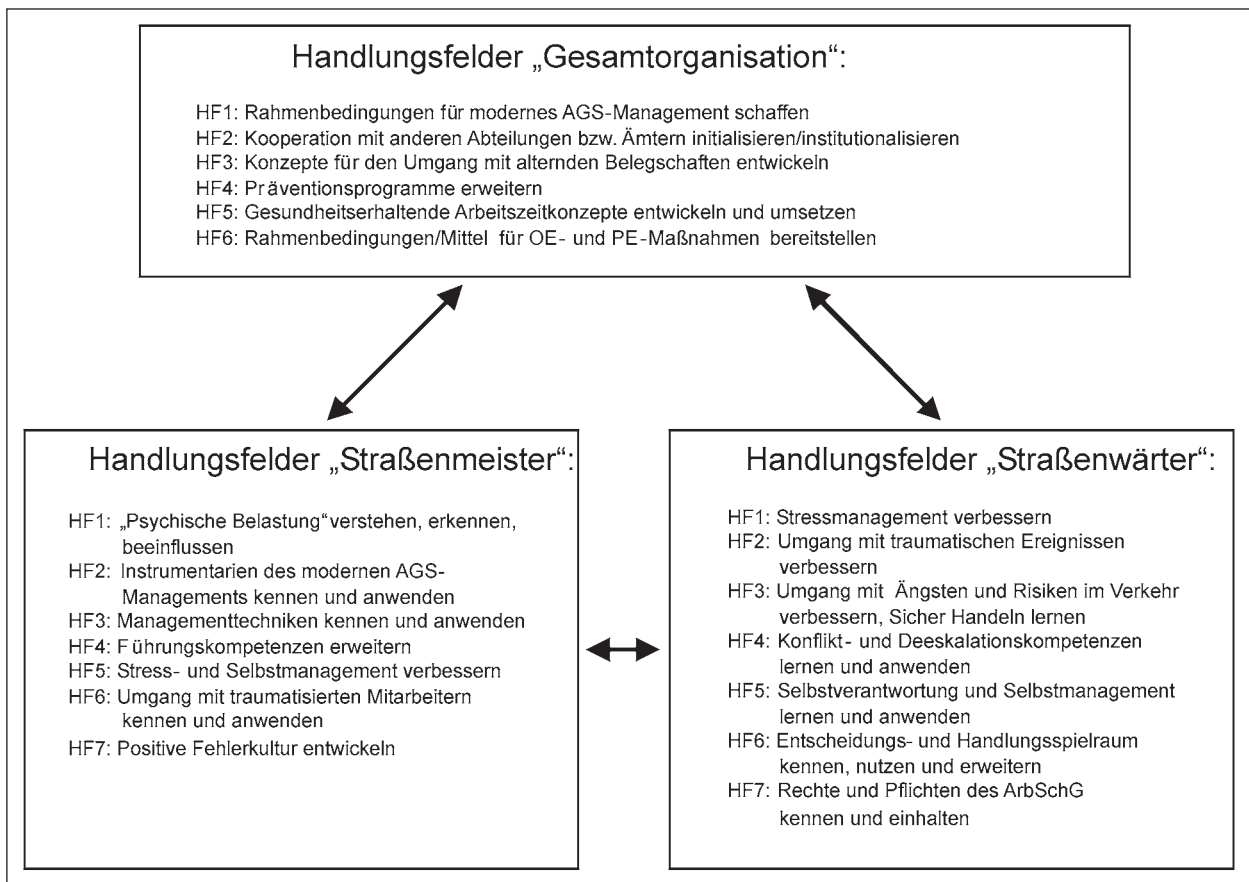 Handlungsfelder „Gesamtorganisation“:
HF1: Rahmenbedingungen für modernes AGS-Management schaffen
HF2: Kooperation mit anderen Abteilungen bzw. Ämtern initialisieren/institutionalisieren
HF3: Konzepte für den Umgang mit alternden Belegschaften entwickeln
HF4: Präventionsprogramme erweitern
HF5: Gesundheitserhaltende Arbeitszeitkonzepte entwickeln und umsetzen
HF6: Rahmenbedingungen/Mittel für OE- und PE-Maßnahmen bereitstellen
Handlungsfelder „Straßenmeister“:
HF1: „Psychische Belastung“verstehen, erkennen,
beeinflussen
HF2: Instrumentarien des modernen AGS-
Managements kennen und anwenden
HF3: Managementtechniken kennen und anwenden
HF4: Führungskompetenzen erweitern
HF5: Stress- und Selbstmanagement verbessern
HF6: Umgang mit traumatisierten Mitarbeitern
kennen und anwenden
HF7: Positive Fehlerkultur entwickeln
Handlungsfelder „Straßenwärter“:
HF1: Stressmanagement verbessern
HF2: Umgang mit traumatischen Ereignissen
verbessern
HF3: Umgang mit Ängsten und Risiken im Verkehr
verbessern, Sicher Handeln lernen
HF4: Konflikt- und Deeskalationskompetenzen
lernen und anwenden
HF5: Selbstverantwortung und Selbstmanagement
lernen und anwenden
HF6: Entscheidungs- und Handlungsspielraum
kennen, nutzen und erweitern
HF7: Rechte und Pflichten des ArbSchG
kennen und einhalten